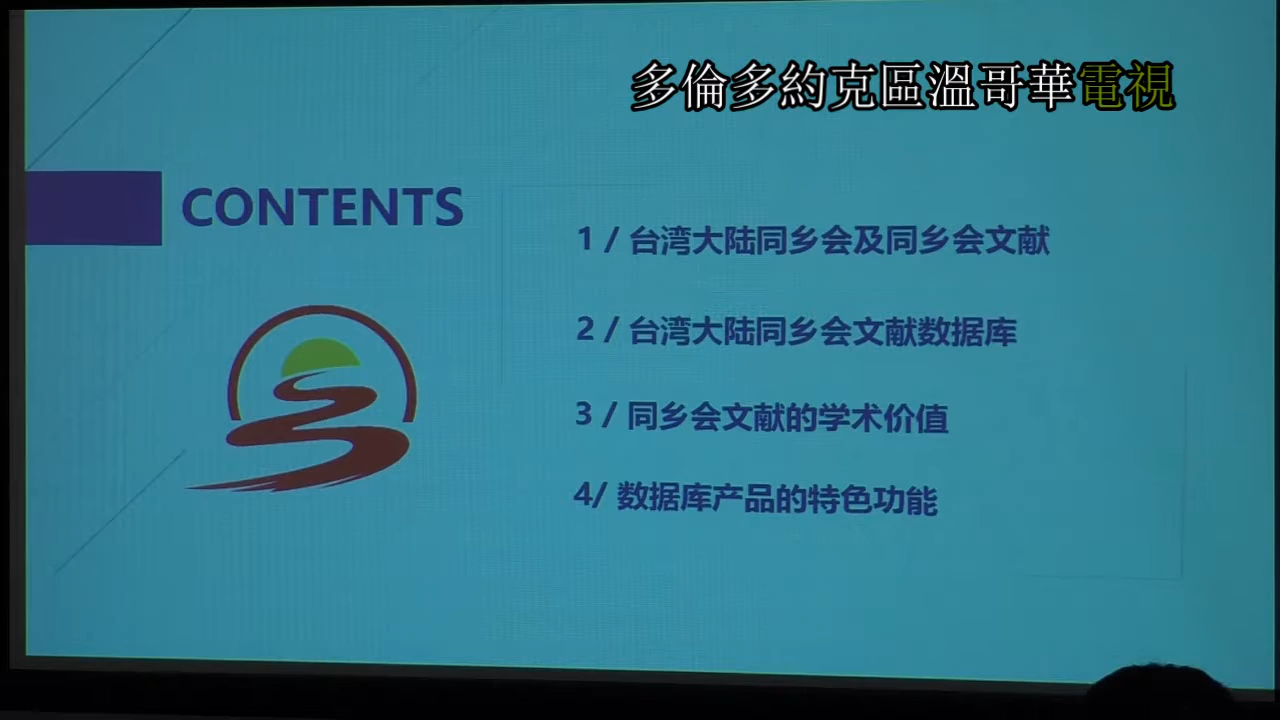 多倫多約克區溫哥華電視
CONTENTS
1 / 台湾大陆同乡会及同乡会文献
2 / 台湾大陆同乡会文献数据库
3 / 同乡会文献的学术价值
4/ 数据库产品的特色功能